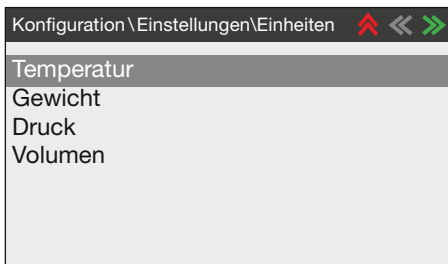 Konfiguration\Einstellungen\Einheiten
Temperatur
Gewicht
Druck
Volumen